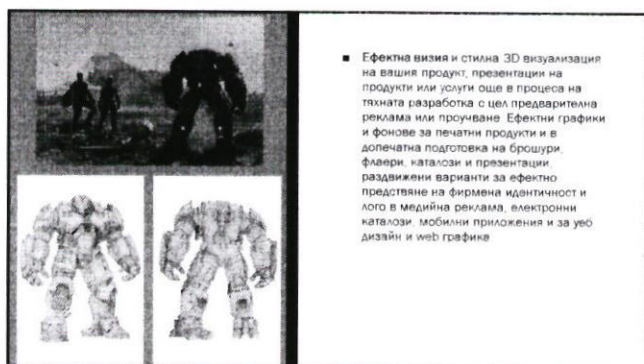 Ефектна визия и стилна 3D визуализация
на вашия продукт, презентации на
продукти или услуги още в процеса на
тяхната разработка с цел предварителна
реклама или проучване. Ефектни графики
и фонове за печатни продукти и в
допечатна подготовка на брошури,
флаери, каталози и презентации,
раздвижени варианти за ефектно
предствяне на фирмена идентичност и
лого в медийна реклама, електронни
каталози, мобилни приложения и за уеб
дизайн и web графика